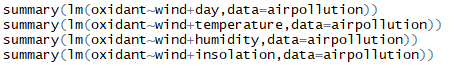 summary(lm(oxidant~wind+day,data=airpollution))
summary(lm(oxidant~wind+temperature,data=airpollution))
summary(lm(oxidant~wind+humidity,data=airpollution))
summary(lm(oxidant~wind+insolation,data=airpollution))